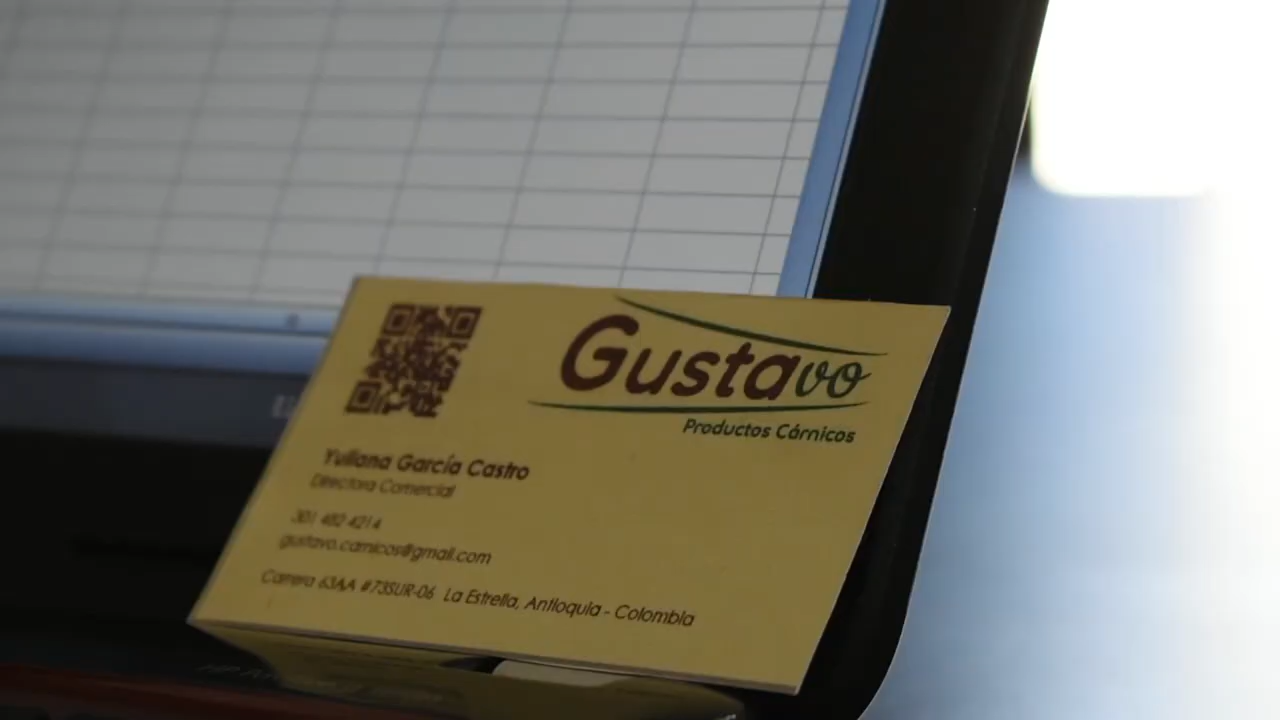 Gustavo
Productos Cárnicos
Yuliana García Castro
Directora Comercial
301 482 4214
gustavo.carnicos@gmail.com
Carrera 63AA #73SUR-06 La Estrella, Antioquia - Colombia